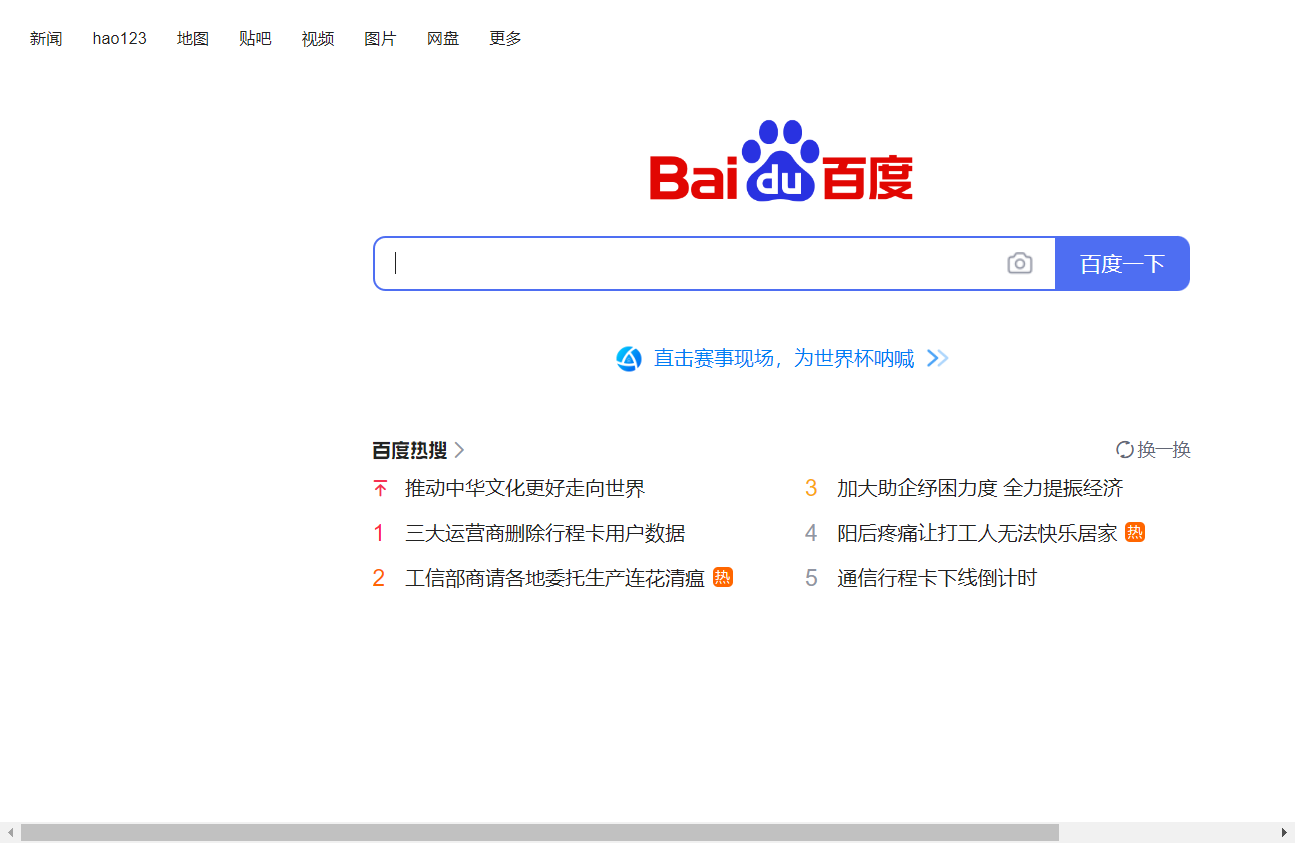 新闻 hao123 地图 贴吧 视频 图片 网盘 更多
Bai du 百度
百度一下
直击赛事现场，为世界杯呐喊
百度热搜 换一换
推动中华文化更好走向世界
1 三大运营商删除行程卡用户数据
2 工信部商请各地委托生产连花清瘟 热
3 加大助企纾困力度 全力提振经济
4 阳后疼痛让打工人无法快乐居家 热
5 通信行程卡下线倒计时